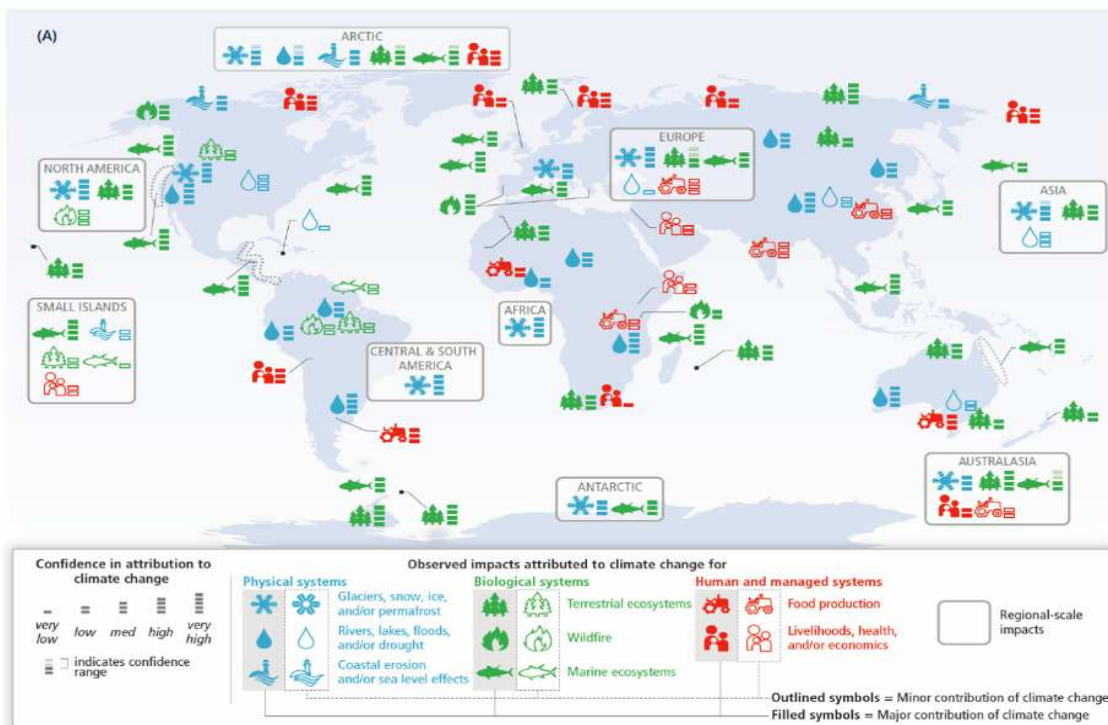 (A)
ARCTIC
EUROPE
NORTH AMERICA
ASIA
SMALL ISLANDS
AFRICA
CENTRAL & SOUTH
AMERICA
ANTARCTIC
AUSTRALASIA
Confidence in attribution to
climate change
very
low
low
med
high
very
high
indicates confidence
range
Observed impacts attributed to climate change for
Physical systems
Glaciers, snow, ice,
and/or permafrost
Rivers, lakes, floods,
and/or drought
Coastal erosion
and/or sea level effects
Biological systems
Terrestrial ecosystems
Wildfire
Marine ecosystems
Human and managed systems
Food production
Livelihoods, health,
and/or economics
Regional-scale
impacts
Outlined symbols = Minor contribution of climate change
Filled symbols = Major contribution of climate change